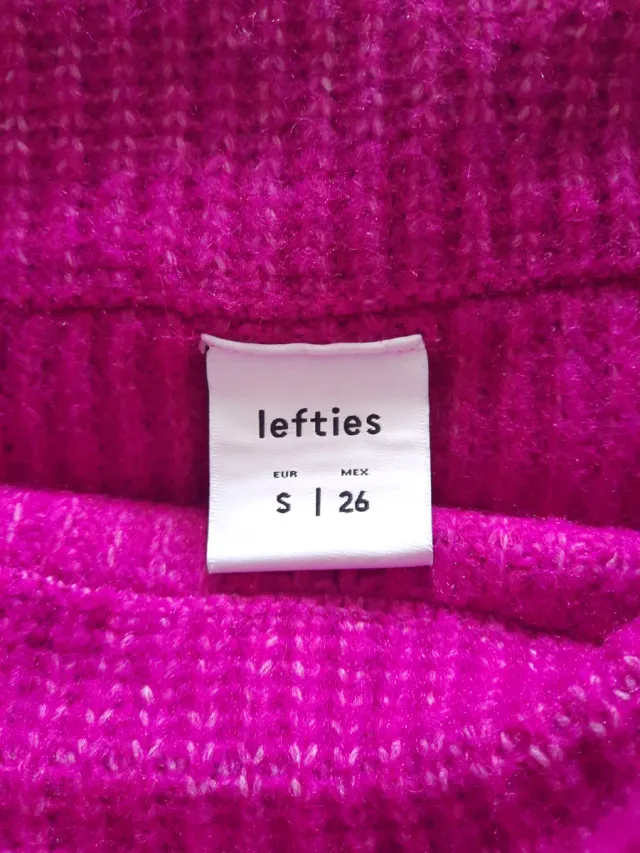 lefties
EUR MEX
S | 26